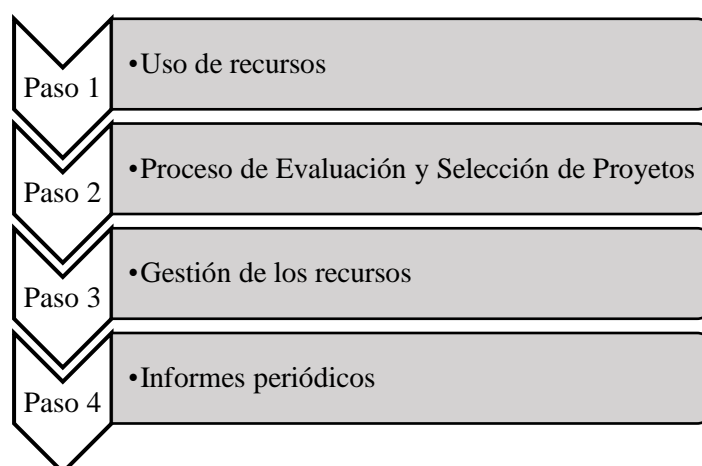 Paso 1
•Uso de recursos
Paso 2
•Proceso de Evaluación y Selección de Proyetos
Paso 3
•Gestión de los recursos
Paso 4
•Informes periódicos